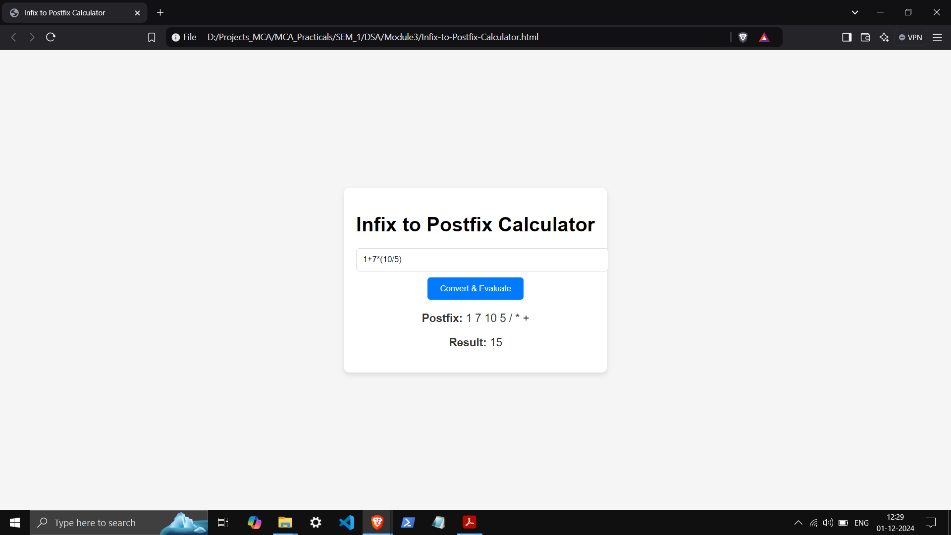 Infix to Postfix Calculator
File D:/Projects_MCA/MCA_Practicals/SEM_1/DSA/Module3/Infix-to-Postfix-Calculator.html
VPN
Infix to Postfix Calculator
1+7*(10/5)
Convert & Evaluate
Postfix: 1 7 10 5 / * +
Result: 15
Type here to search
ENG
12:29
01-12-2024